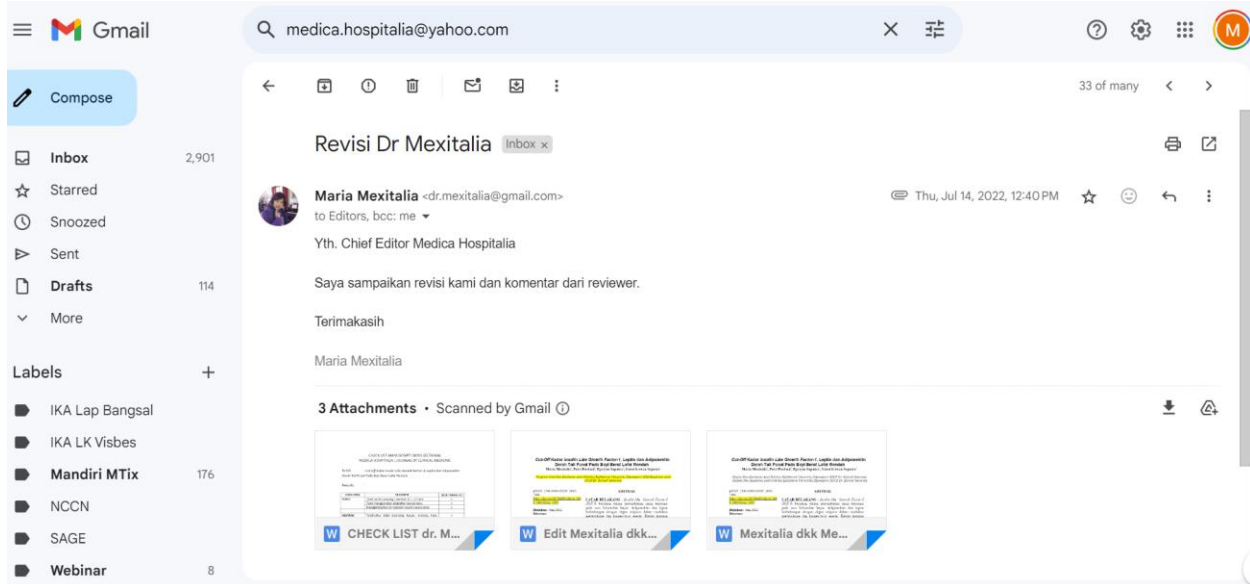 Gmail
medica.hospitalia@yahoo.com
M
Compose
33 of many
Revisi Dr Mexitalia Inbox x
Inbox 2,901
Starred
Snoozed
Sent
Drafts 114
More
Maria Mexitalia <dr.mexitalia@gmail.com>
Thu, Jul 14, 2022, 12:40 PM
to Editors, bcc: me
Yth. Chief Editor Medica Hospitalia
Saya sampaikan revisi kami dan komentar dari reviewer.
Terimakasih
Maria Mexitalia
Labels +
IKA Lap Bangsal
IKA LK Visbes
Mandiri MTix 176
NCCN
SAGE
Webinar 8
3 Attachments • Scanned by Gmail
W CHECK LIST dr. M...
W Edit Mexitalia dkk...
W Mexitalia dkk Me...